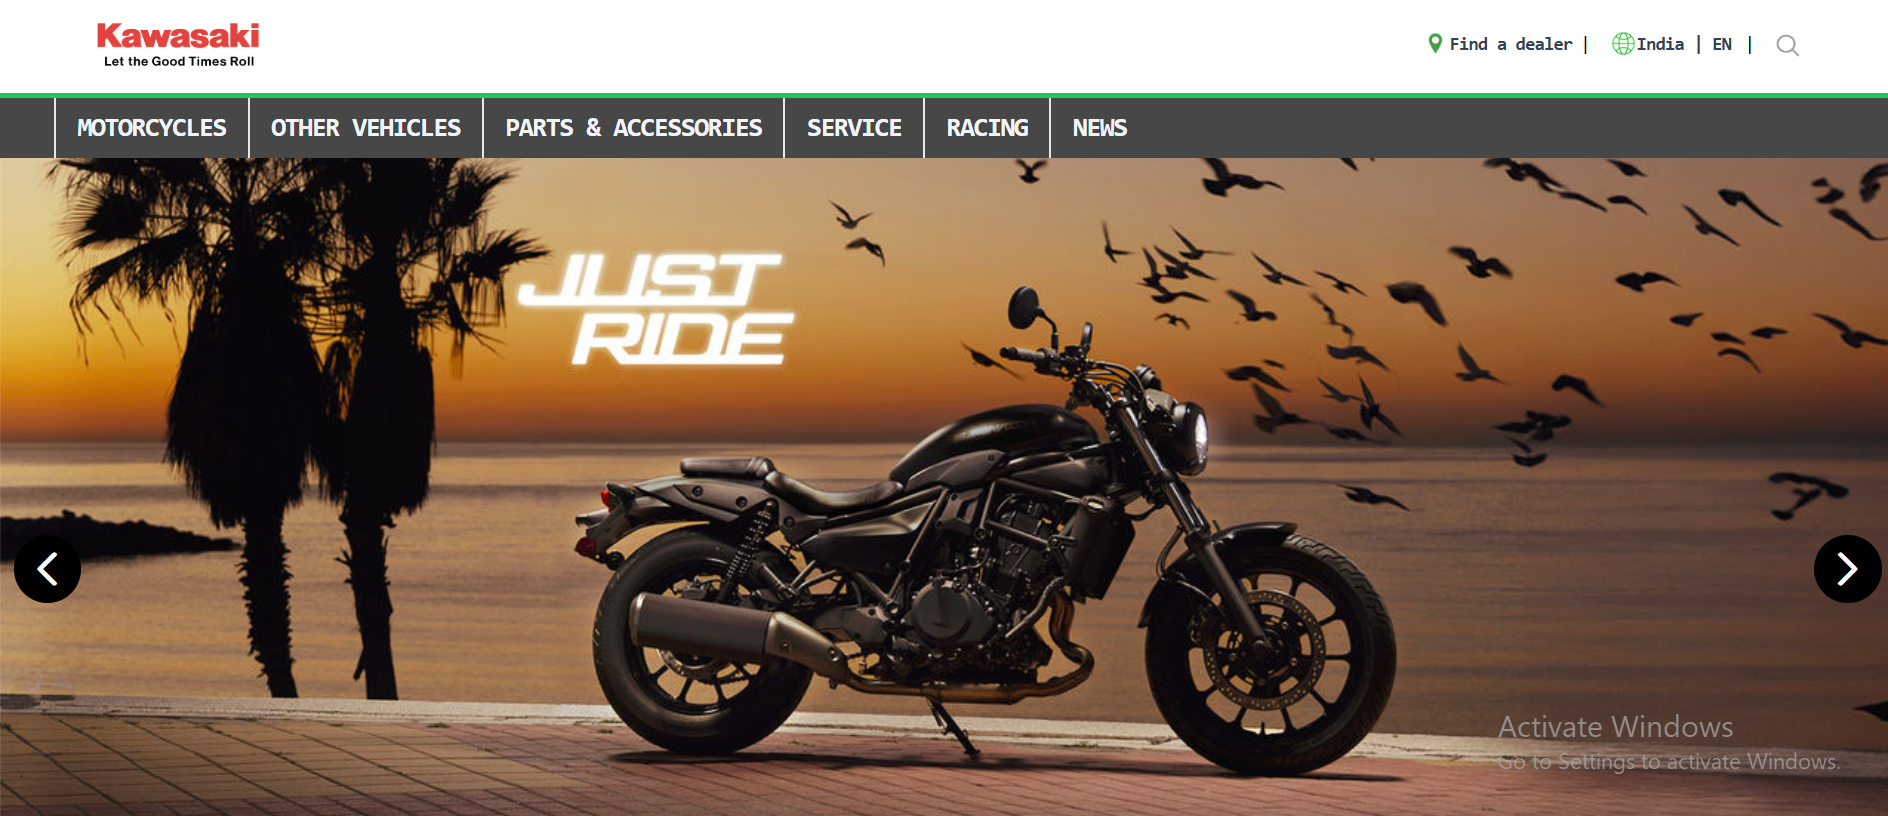 Kawasaki
Let the Good Times Roll
Find a dealer |
India | EN |
MOTORCYCLES
OTHER VEHICLES
PARTS & ACCESSORIES
SERVICE
RACING
NEWS
JUST
RIDE
Activate Windows
Go to Settings to activate Windows.